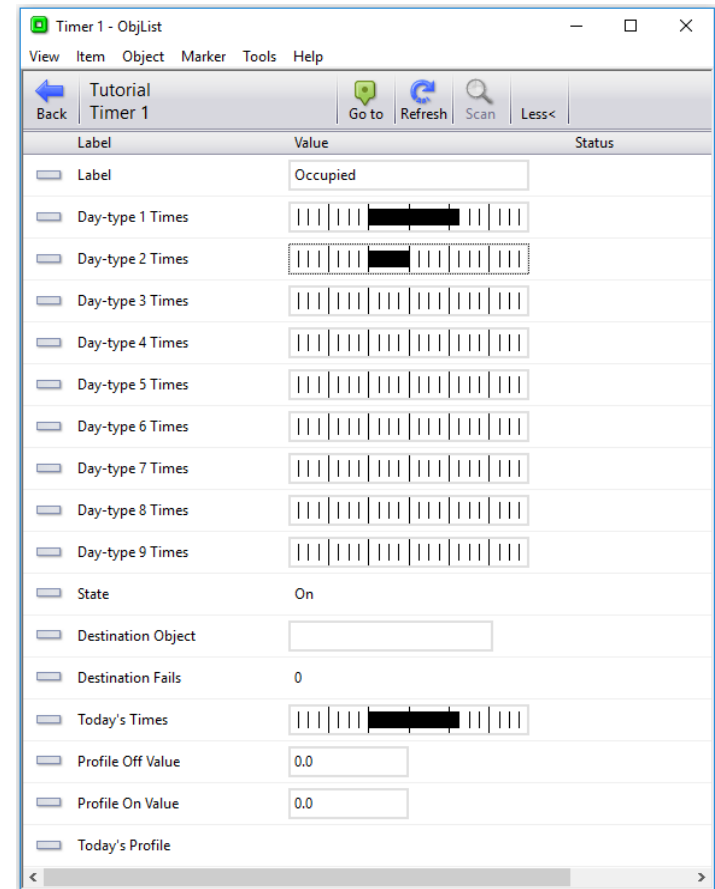 Timer 1 - ObjList
View Item Object Marker Tools Help
Back Tutorial Timer 1 Go to Refresh Scan Less<
Label Value Status
Label Occupied
Day-type 1 Times
Day-type 2 Times
Day-type 3 Times
Day-type 4 Times
Day-type 5 Times
Day-type 6 Times
Day-type 7 Times
Day-type 8 Times
Day-type 9 Times
State On
Destination Object
Destination Fails 0
Today's Times
Profile Off Value 0.0
Profile On Value 0.0
Today's Profile